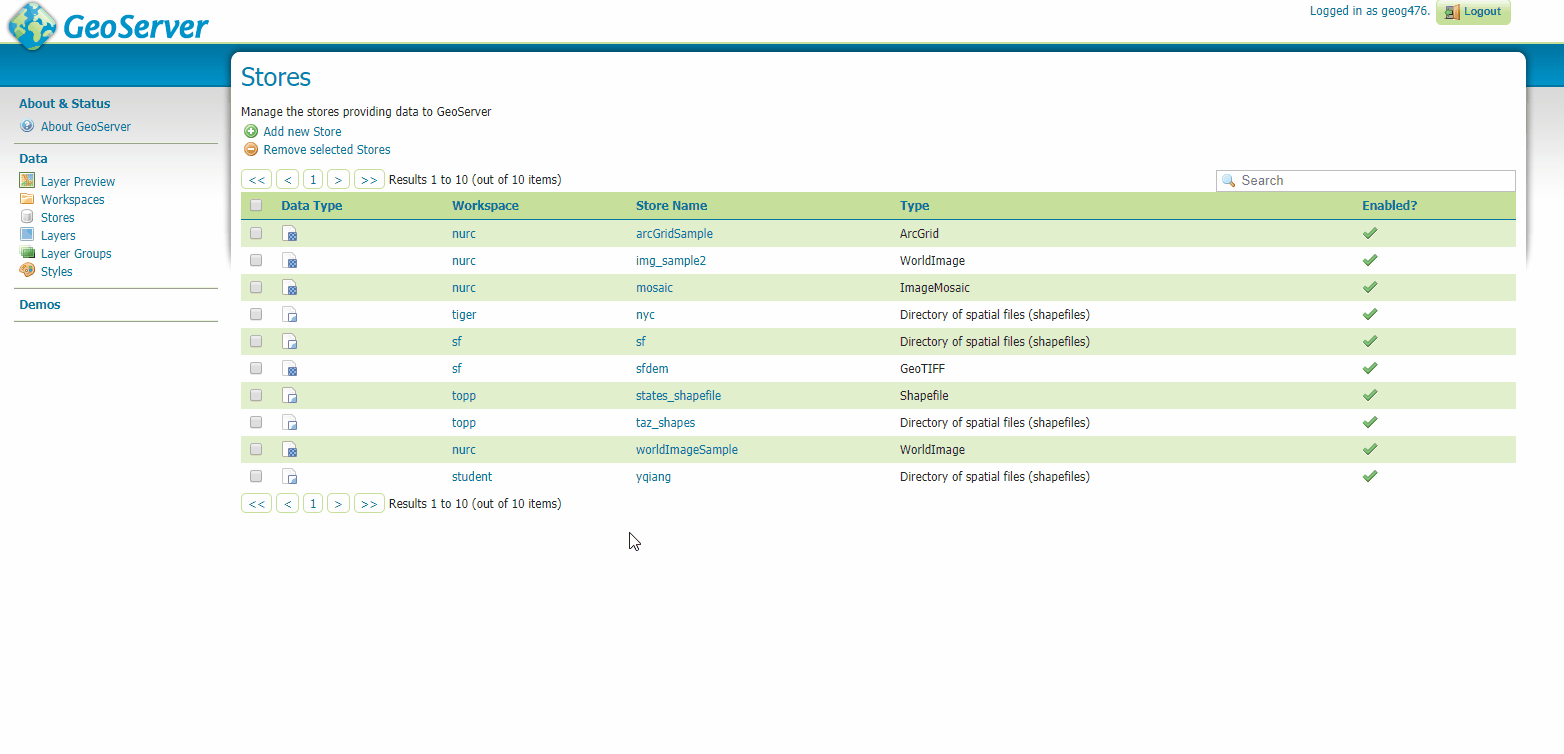 GeoServer
Logged in as geog476. Logout
Stores
Manage the stores providing data to GeoServer
Add new Store
Remove selected Stores
About & Status
About GeoServer
Data
Layer Preview
Workspaces
Stores
Layers
Layer Groups
Styles
Demos
<< < 1 > >> Results 1 to 10 (out of 10 items) Search
Data Type Workspace Store Name Type Enabled?
nurc arcGridSample ArcGrid
nurc img_sample2 WorldImage
nurc mosaic ImageMosaic
tiger nyc Directory of spatial files (shapefiles)
sf sf Directory of spatial files (shapefiles)
sf sfdem GeoTIFF
topp states_shapefile Shapefile
topp taz_shapes Directory of spatial files (shapefiles)
nurc worldImageSample WorldImage
student yqiang Directory of spatial files (shapefiles)
<< < 1 > >> Results 1 to 10 (out of 10 items)